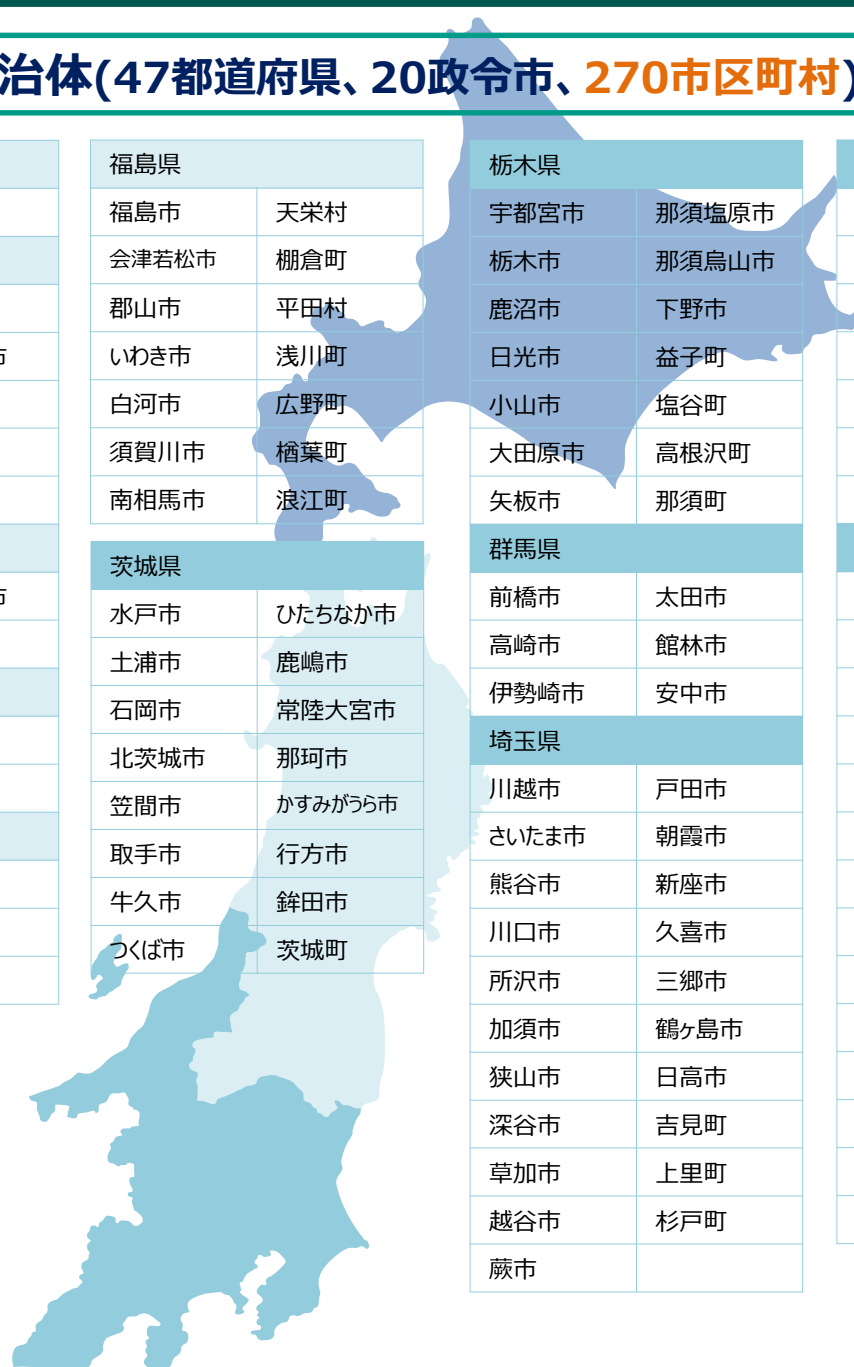 治体(47都道府県、20政令市、270市区町村)
市
市
福島県
福島市 天栄村
会津若松市 棚倉町
郡山市 平田村
いわき市 浅川町
白河市 広野町
須賀川市 楢葉町
南相馬市 浪江町
茨城県
水戸市 ひたちなか市
土浦市 鹿嶋市
石岡市 常陸大宮市
北茨城市 那珂市
笠間市 かすみがうら市
取手市 行方市
牛久市 鉾田市
つくば市 茨城町
栃木県
宇都宮市 那須塩原市
栃木市 那須烏山市
鹿沼市 下野市
日光市 益子町
小山市 塩谷町
大田原市 高根沢町
矢板市 那須町
群馬県
前橋市 太田市
高崎市 館林市
伊勢崎市 安中市
埼玉県
川越市 戸田市
さいたま市 朝霞市
熊谷市 新座市
川口市 久喜市
所沢市 三郷市
加須市 鶴ヶ島市
狭山市 日高市
深谷市 吉見町
草加市 上里町
越谷市 杉戸町
蕨市